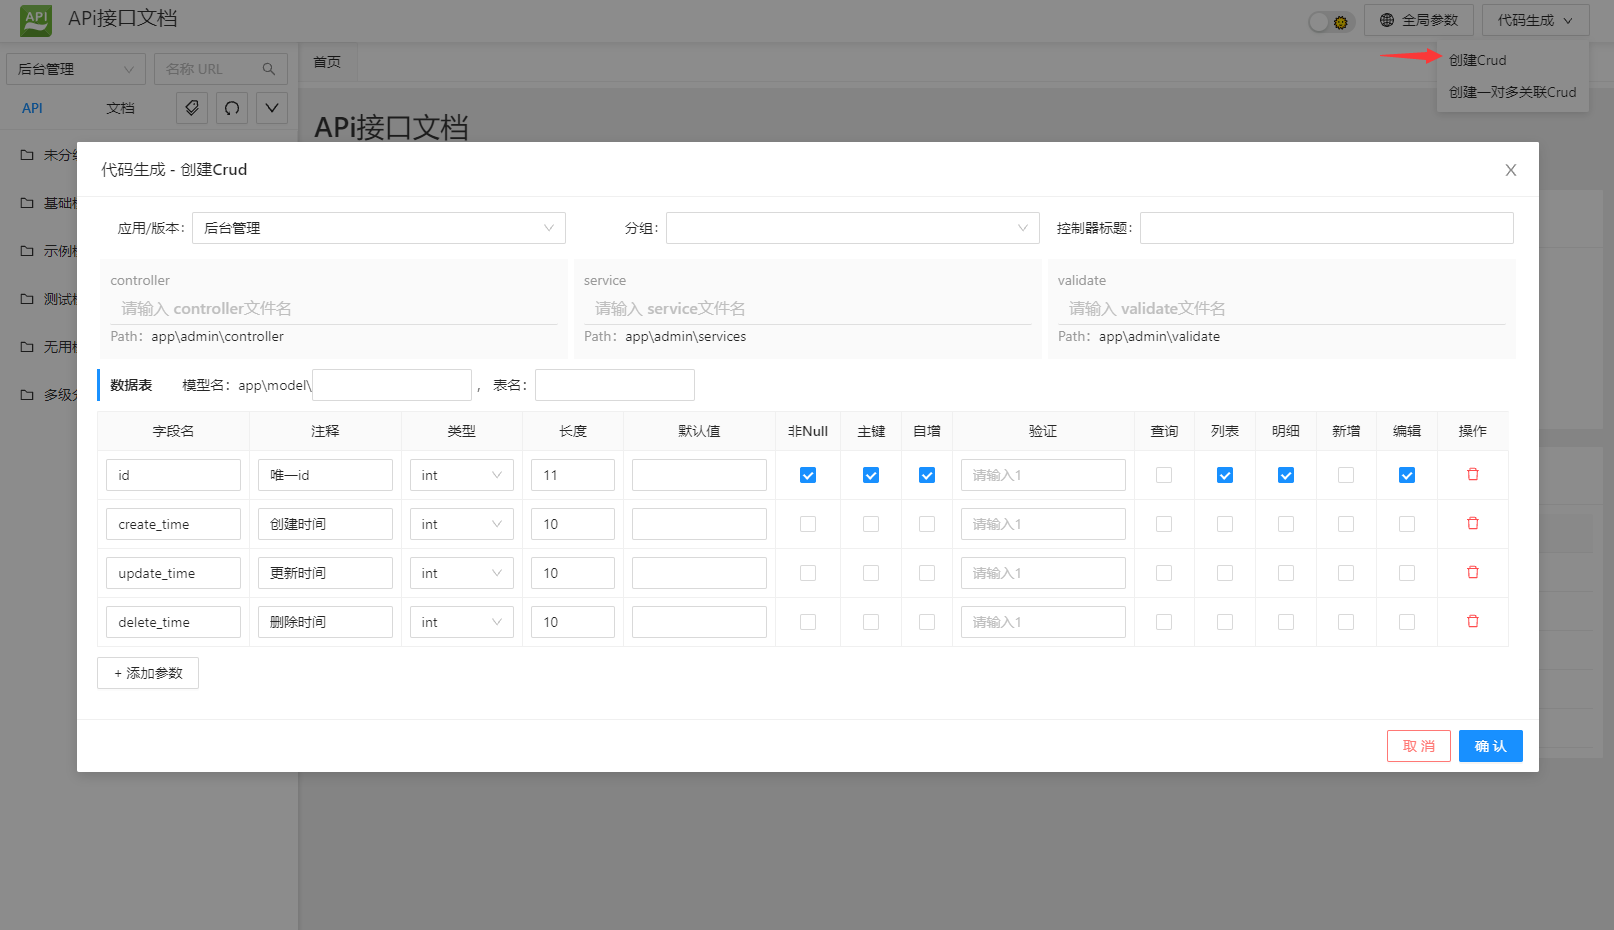 API APi接口文档
全局参数
代码生成
后台管理
名称 URL
首页
创建Crud
创建一对多关联Crud
API
文档
APi接口文档
未分
基础
示例
测试
无用
多级
代码生成 - 创建Crud
应用/版本： 后台管理
分组：
控制器标题：
controller
请输入 controller文件名
Path： app\admin\controller
service
请输入 service文件名
Path： app\admin\services
validate
请输入 validate文件名
Path： app\admin\validate
数据表 模型名：app\model\ ，表名：
字段名 注释 类型 长度 默认值 非Null 主键 自增 验证 查询 列表 明细 新增 编辑 操作
id 唯一id int 11 请输入1
create_time 创建时间 int 10 请输入1
update_time 更新时间 int 10 请输入1
delete_time 删除时间 int 10 请输入1
+ 添加参数
取 消
确 认